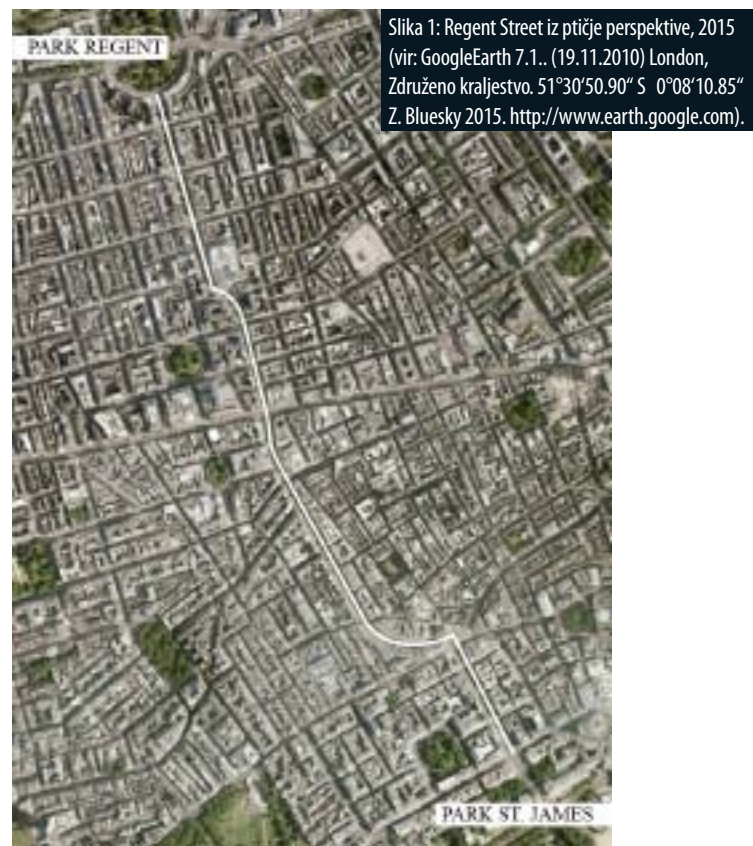 PARK REGENT
Slika 1: Regent Street iz ptičje perspektive, 2015
(vir: GoogleEarth 7.1.. (19.11.2010) London,
Združeno kraljestvo. 51°30‘50.90“ S   0°08‘10.85“
Z. Bluesky 2015. http://www.earth.google.com).
PARK ST. JAMES